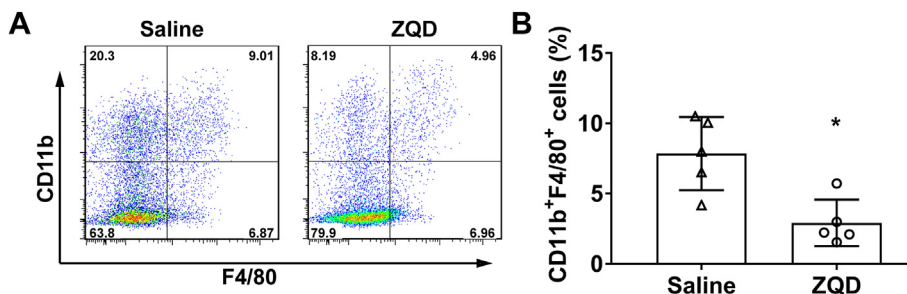 A
Saline
ZQD
20.3
9.01
8.19
4.96
CD11b
63.8
6.87
79.9
6.96
F4/80
B
CD11b⁺F4/80⁺ cells (%)
15
10
5
0
*
Saline
ZQD